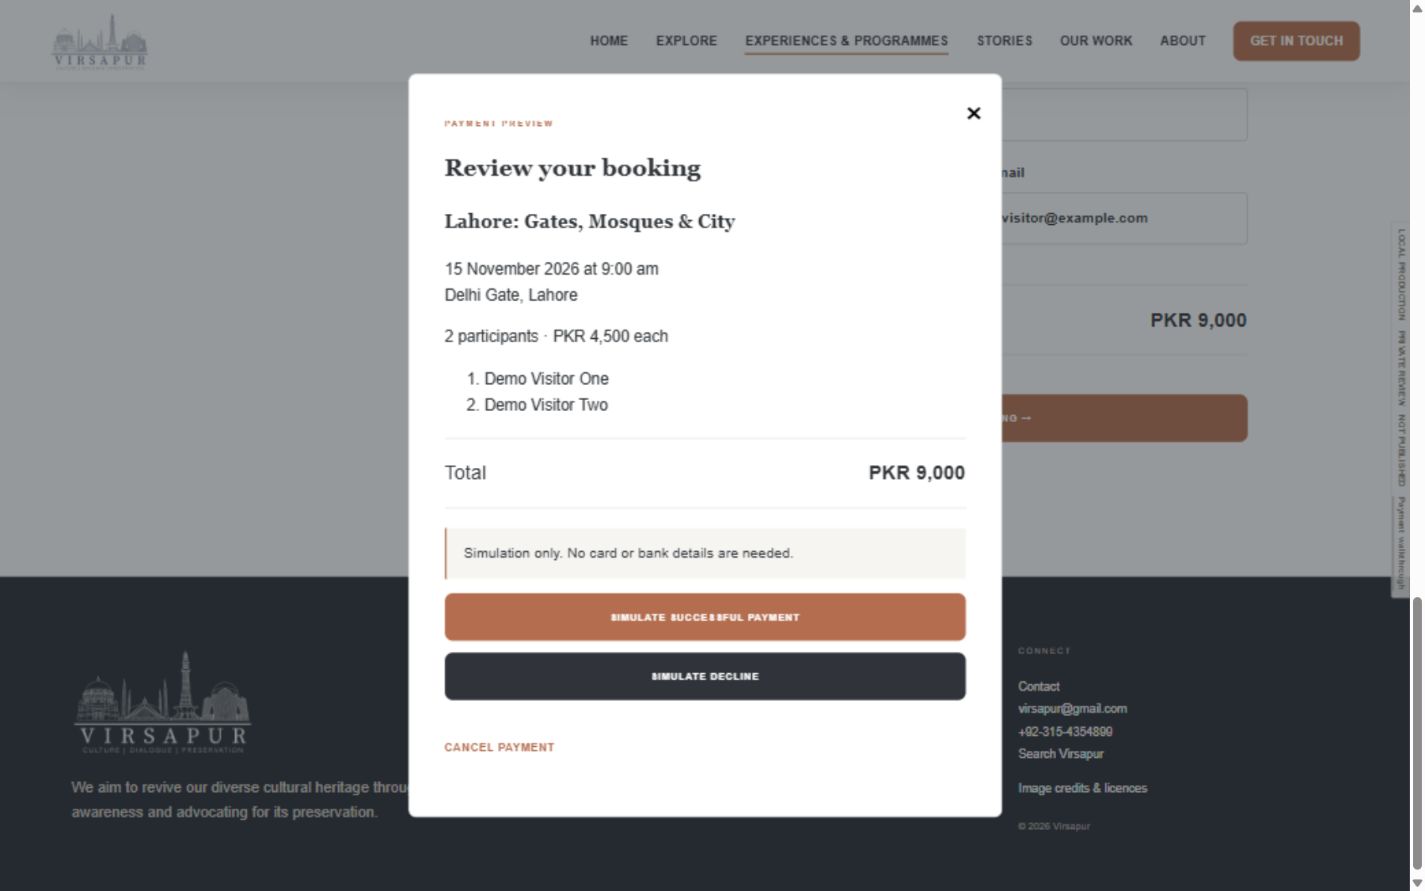 VIRSAPUR
HOME
EXPLORE
EXPERIENCES & PROGRAMMES
STORIES
OUR WORK
ABOUT
GET IN TOUCH
PAYMENT PREVIEW
×
Review your booking
Lahore: Gates, Mosques & City
15 November 2026 at 9:00 am
Delhi Gate, Lahore
2 participants · PKR 4,500 each
1. Demo Visitor One
2. Demo Visitor Two
Total PKR 9,000
Simulation only. No card or bank details are needed.
SIMULATE SUCCESSFUL PAYMENT
SIMULATE DECLINE
CANCEL PAYMENT
visitor@example.com
PKR 9,000
LOCAL PRODUCTION PRIVATE REVIEW NOT PUBLISHED Payment walkthrough
VIRSAPUR
CULTURE | DIALOGUE | PRESERVATION
We aim to revive our diverse cultural heritage
awareness and advocating for its preservation.
CONNECT
Contact
virsapur@gmail.com
+92-315-4354899
Search Virsapur
Image credits & licences
© 2026 Virsapur